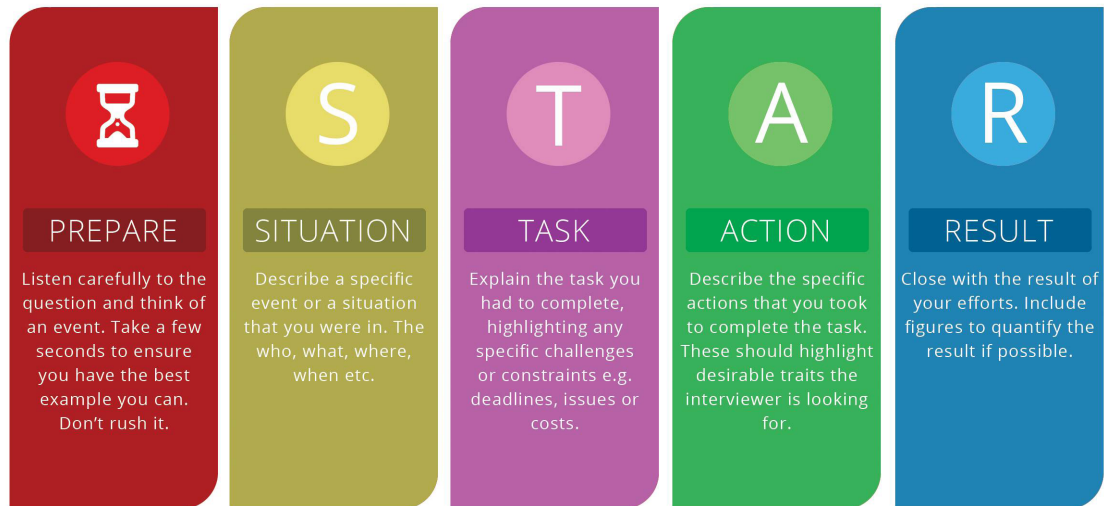 PREPARE
Listen carefully to the
question and think of
an event. Take a few
seconds to ensure
you have the best
example you can.
Don’t rush it.
S
SITUATION
Describe a specific
event or a situation
that you were in. The
who, what, where,
when etc.
T
TASK
Explain the task you
had to complete,
highlighting any
specific challenges
or constraints e.g.
deadlines, issues or
costs.
A
ACTION
Describe the specific
actions that you took
to complete the task.
These should highlight
desirable traits the
interviewer is looking
for.
R
RESULT
Close with the result of
your efforts. Include
figures to quantify the
result if possible.